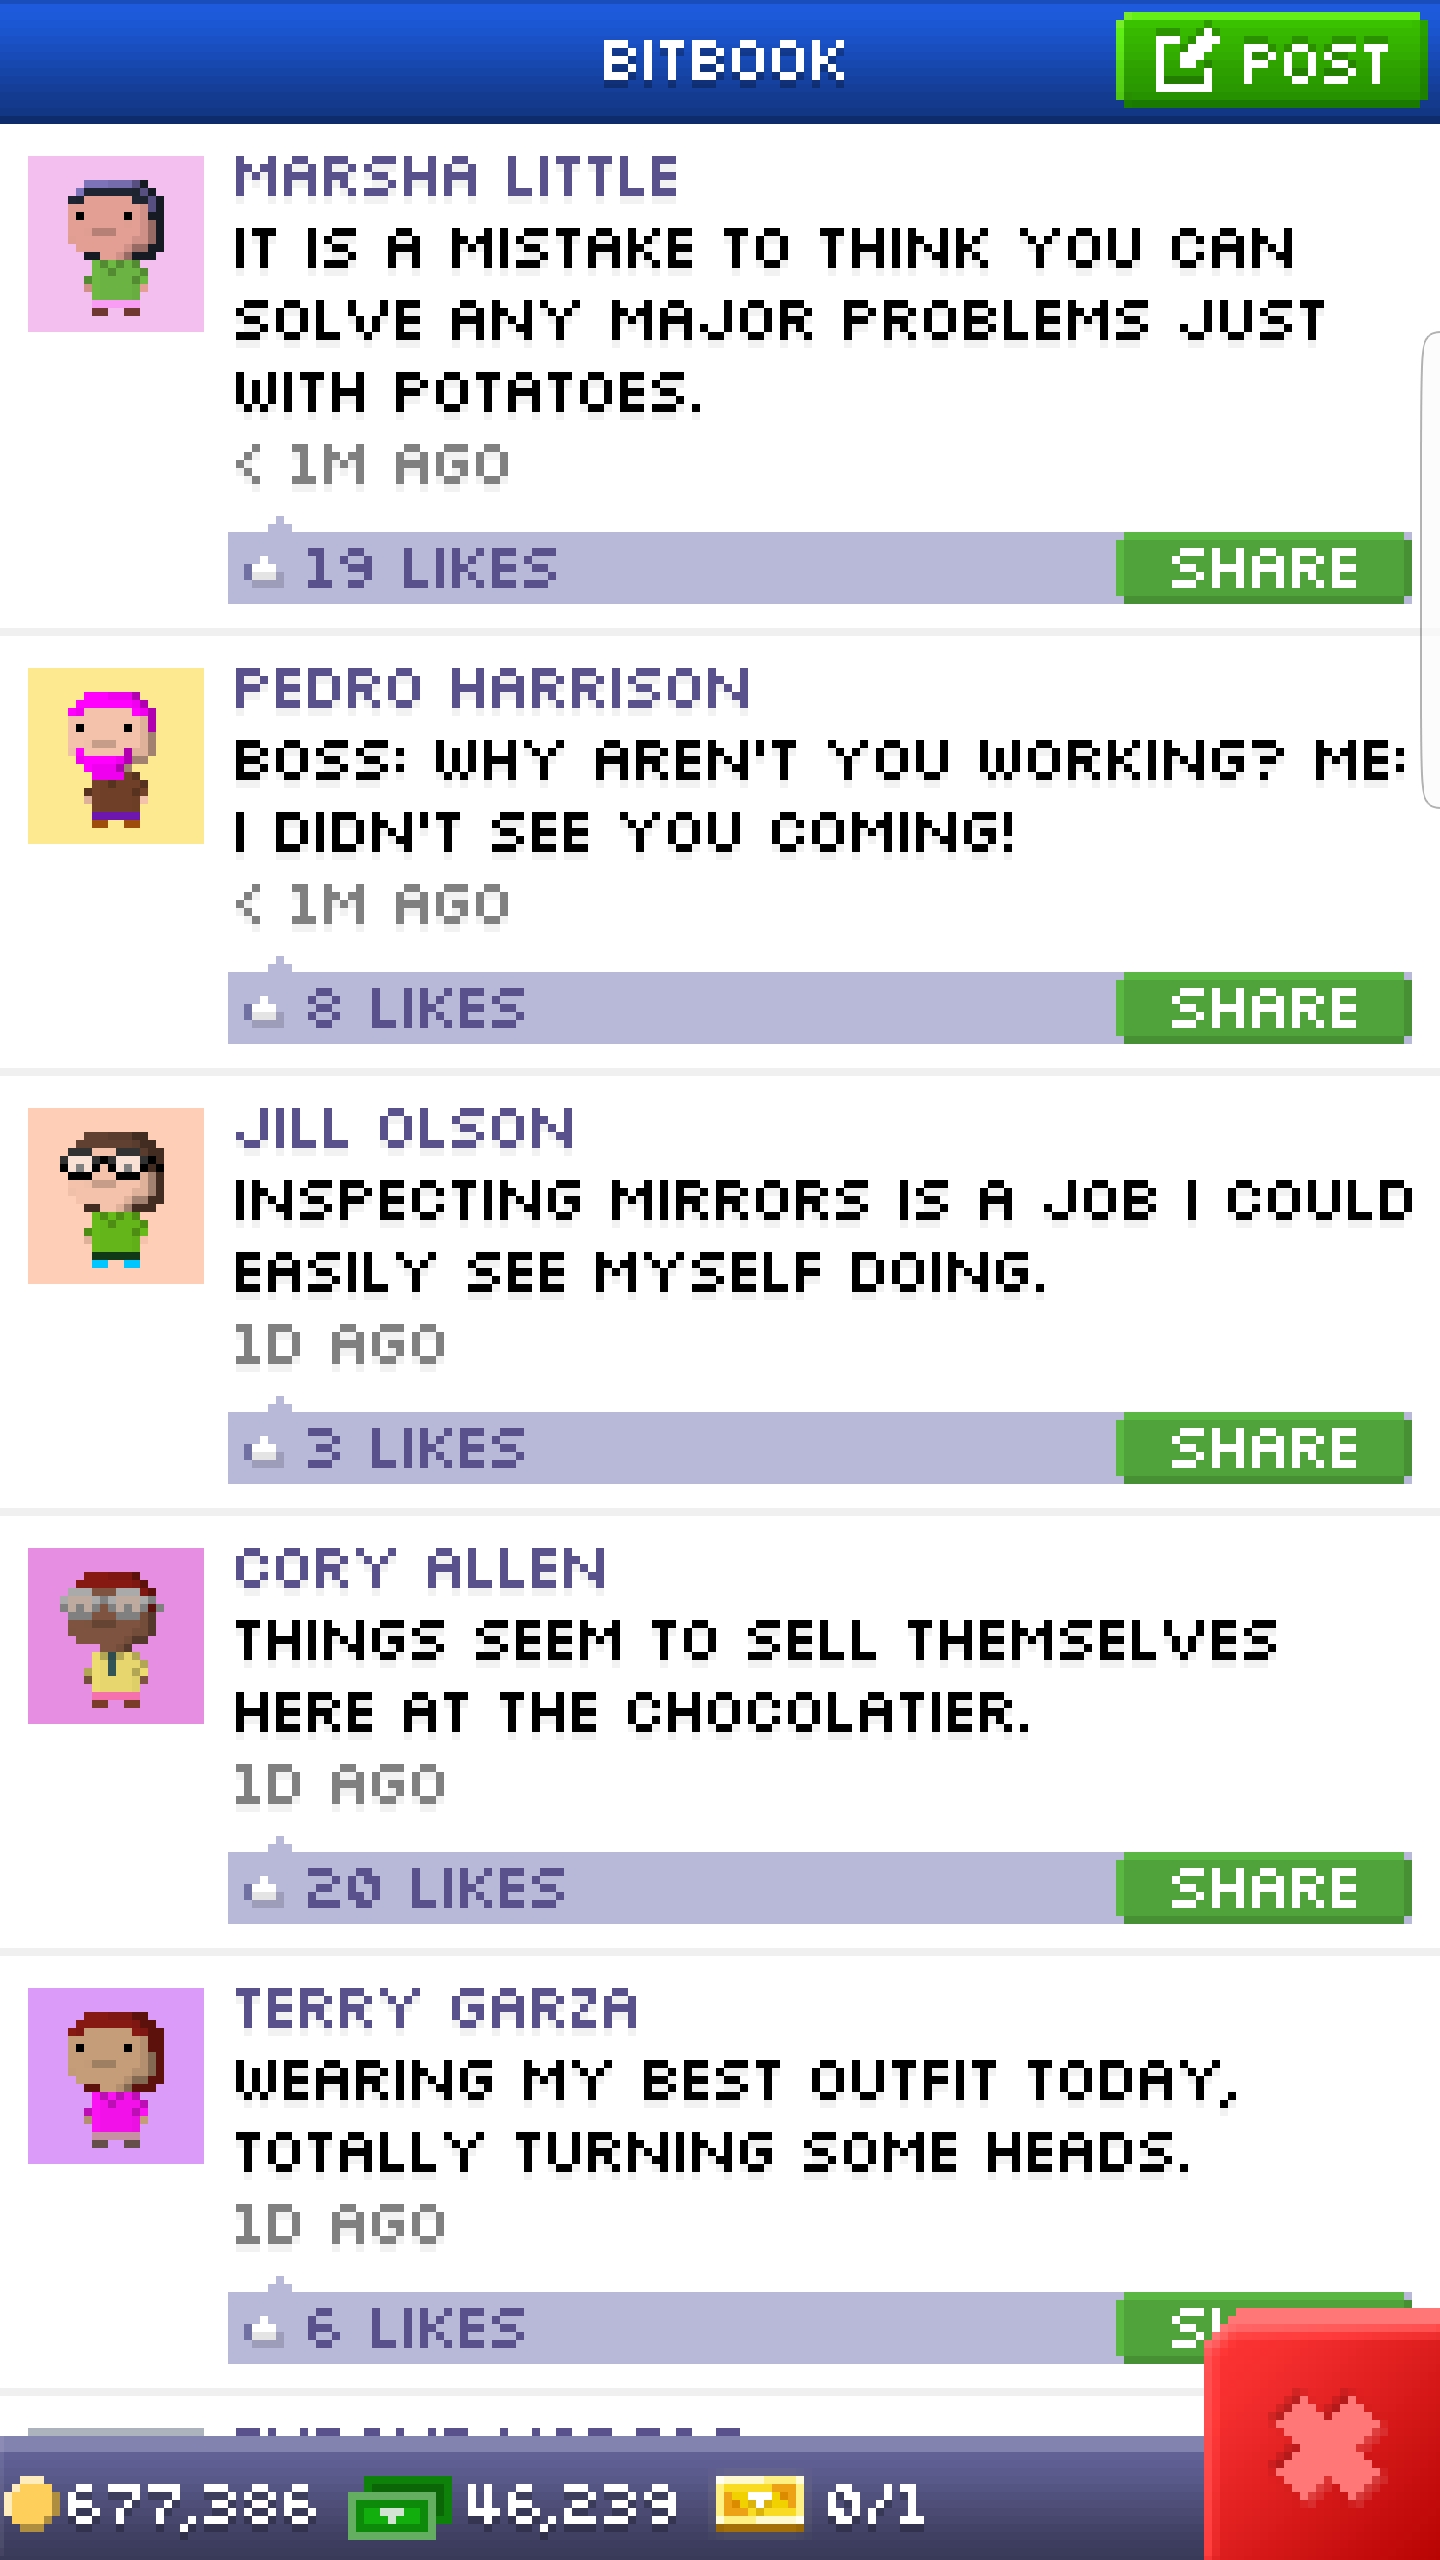 BITBOOK
POST
MARSHA LITTLE
IT IS A MISTAKE TO THINK YOU CAN
SOLVE ANY MAJOR PROBLEMS JUST
WITH POTATOES.
< 1M AGO
19 LIKES
SHARE
PEDRO HARRISON
BOSS: WHY AREN'T YOU WORKING? ME:
I DIDN'T SEE YOU COMING!
< 1M AGO
8 LIKES
SHARE
JILL OLSON
INSPECTING MIRRORS IS A JOB I COULD
EASILY SEE MYSELF DOING.
1D AGO
3 LIKES
SHARE
CORY ALLEN
THINGS SEEM TO SELL THEMSELVES
HERE AT THE CHOCOLATIER.
1D AGO
20 LIKES
SHARE
TERRY GARZA
WEARING MY BEST OUTFIT TODAY,
TOTALLY TURNING SOME HEADS.
1D AGO
6 LIKES
677,386
46,239
0/1